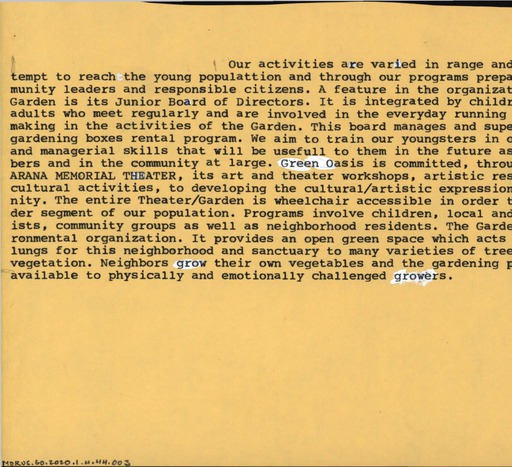 Our activities are varied in range and
tempt to reach the young populattion and through our programs prepa
munity leaders and responsible citizens. A feature in the organizat
Garden is its Junior Board of Directors. It is integrated by childr
adults who meet regularly and are involved in the everyday running
making in the activities of the Garden. This board manages and supe
gardening boxes rental program. We aim to train our youngsters in o
and managerial skills that will be usefull to them in the future as
bers and in the community at large. Green Oasis is committed, throu
ARANA MEMORIAL THEATER, its art and theater workshops, artistic res
cultural activities, to developing the cultural/artistic expression
nity. The entire Theater/Garden is wheelchair accessible in order t
der segment of our population. Programs involve children, local and
ists, community groups as well as neighborhood residents. The Garde
ronmental organization. It provides an open green space which acts
lungs for this neighborhood and sanctuary to many varieties of tree
vegetation. Neighbors grow their own vegetables and the gardening p
available to physically and emotionally challenged growers.
MORUS.GO.2020.1.11.44.003